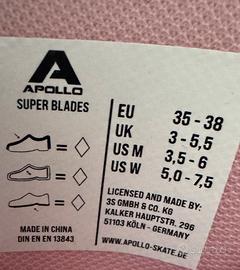 APOLLO
SUPER BLADES
=
=
=
MADE IN CHINA
DIN EN EN 13843
EU 35 - 38
UK 3 - 5,5
US M 3,5 - 6
US W 5,0 - 7,5
LICENSED AND MADE BY:
3S GMBH & CO. KG
KALKER HAUPTSTR. 296
51103 KÖLN - GERMANY
WWW.APOLLO-SKATE.DE